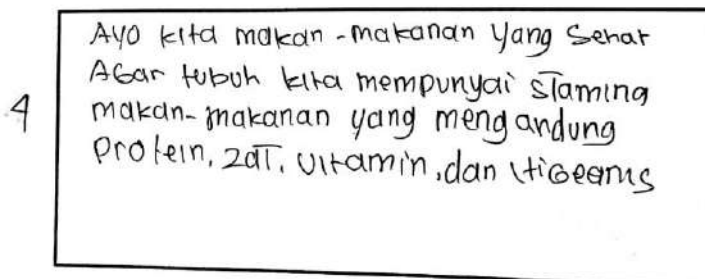 4
Ayo kita makan-makanan yang sehat
Agar tubuh kita mempunyai staming
makan-makanan yang mengandung
protein, zat, vitamin, dan